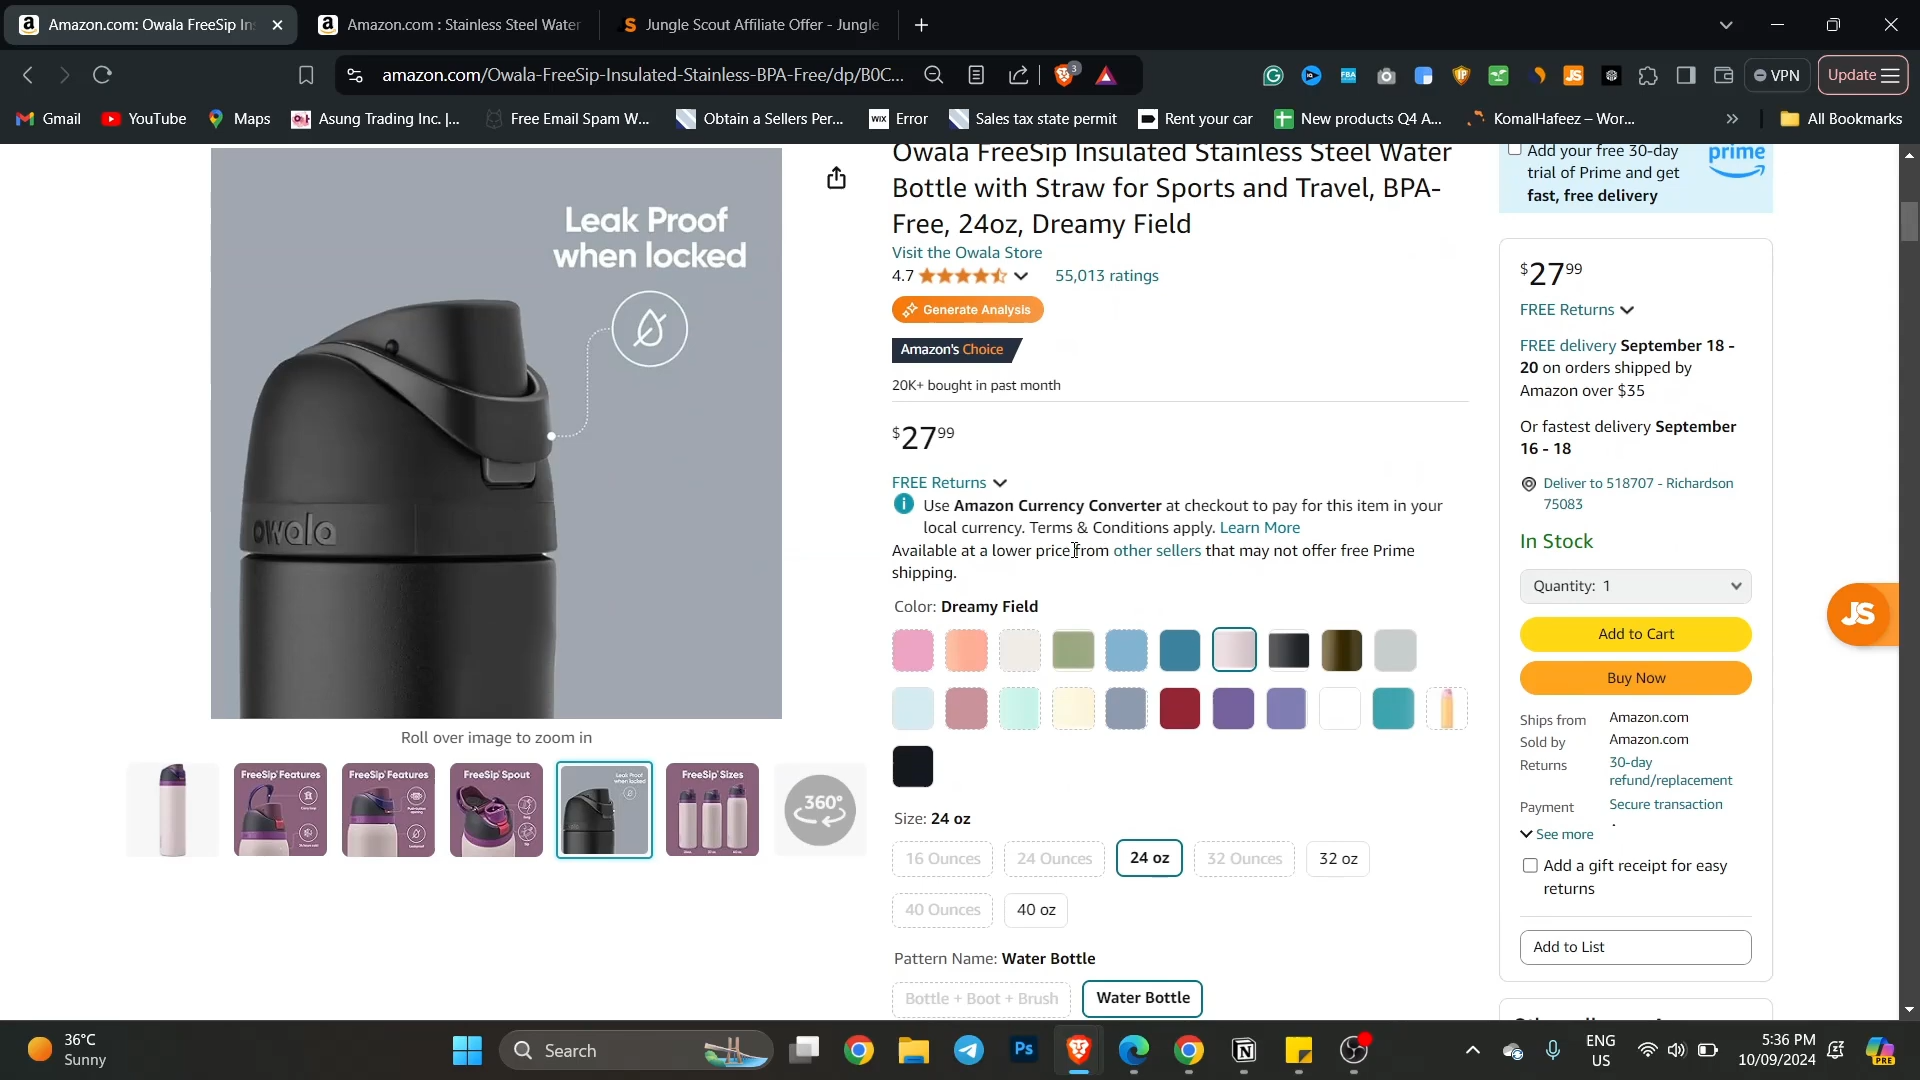 Amazon.com: Owala FreeSip In
Amazon.com : Stainless Steel Water
Jungle Scout Affiliate Offer - Jungle
amazon.com/Owala-FreeSip-Insulated-Stainless-BPA-Free/dp/B0C...
3
FBA
IP
JS
VPN
Update
Gmail
YouTube
Maps
Asung Trading Inc. |...
Free Email Spam W...
Obtain a Sellers Per...
WIX
Error
Sales tax state permit
Rent your car
New products Q4 A...
KomalHafeez – Wor...
All Bookmarks
Leak Proof
when locked
owala
Roll over image to zoom in
FreeSip® Features
FreeSip® Features
FreeSip® Spout
Leak Proof
when locked
FreeSip® Sizes
360°
Owala FreeSip Insulated Stainless Steel Water
Bottle with Straw for Sports and Travel, BPA-
Free, 24oz, Dreamy Field
Visit the Owala Store
4.7
55,013 ratings
Generate Analysis
Amazon's Choice
20K+ bought in past month
$27 99
FREE Returns
Use Amazon Currency Converter at checkout to pay for this item in your
local currency. Terms & Conditions apply. Learn More
Available at a lower price from other sellers that may not offer free Prime
shipping.
Color: Dreamy Field
Size: 24 oz
16 Ounces
24 Ounces
24 oz
32 Ounces
32 oz
40 Ounces
40 oz
Pattern Name: Water Bottle
Bottle + Boot + Brush
Water Bottle
Add your free 30-day
trial of Prime and get
fast, free delivery
prime
$27 99
FREE Returns
FREE delivery September 18 -
20 on orders shipped by
Amazon over $35
Or fastest delivery September
16 - 18
Deliver to 518707 - Richardson
75083
In Stock
Quantity: 1
Add to Cart
Buy Now
Ships from Amazon.com
Sold by Amazon.com
Returns 30-day
refund/replacement
Payment Secure transaction
See more
Add a gift receipt for easy
returns
Add to List
JS
36°C
Sunny
Search
Ps
ENG
US
5:36 PM
10/09/2024
PRE